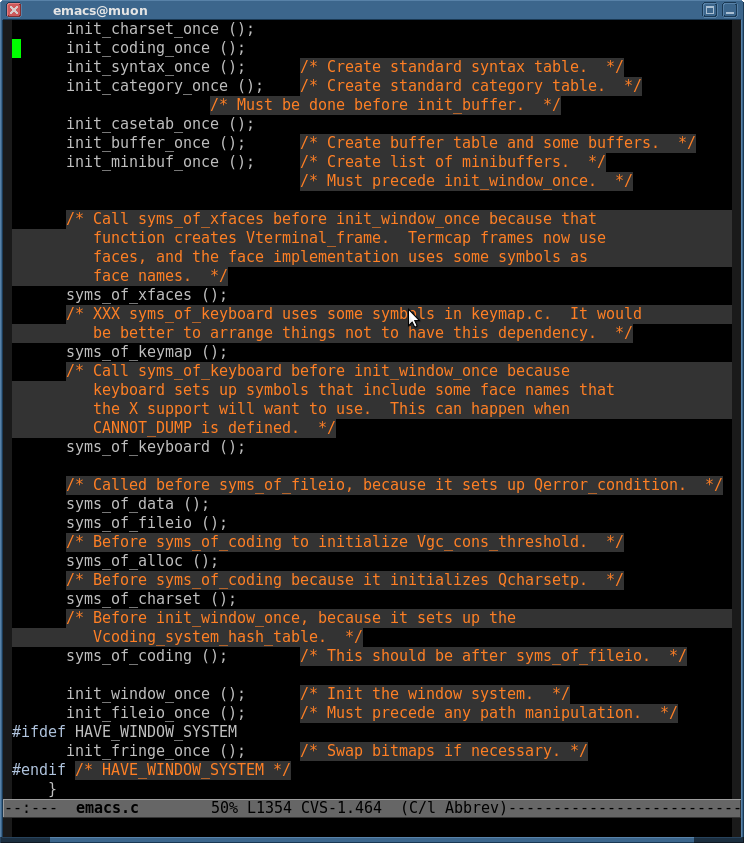 emacs@muon
      init_charset_once ();
      init_coding_once ();
      init_syntax_once ();      /* Create standard syntax table.  */
      init_category_once ();    /* Create standard category table.  */
                      /* Must be done before init_buffer.  */
      init_casetab_once ();
      init_buffer_once ();      /* Create buffer table and some buffers.  */
      init_minibuf_once ();     /* Create list of minibuffers.  */
                                /* Must precede init_window_once.  */

      /* Call syms_of_xfaces before init_window_once because that
         function creates Vterminal_frame.  Termcap frames now use
         faces, and the face implementation uses some symbols as
         face names.  */
      syms_of_xfaces ();
      /* XXX syms_of_keyboard uses some symbols in keymap.c.  It would
         be better to arrange things not to have this dependency.  */
      syms_of_keymap ();
      /* Call syms_of_keyboard before init_window_once because
         keyboard sets up symbols that include some face names that
         the X support will want to use.  This can happen when
         CANNOT_DUMP is defined.  */
      syms_of_keyboard ();

      /* Called before syms_of_fileio, because it sets up Qerror_condition.  */
      syms_of_data ();
      syms_of_fileio ();
      /* Before syms_of_coding to initialize Vgc_cons_threshold.  */
      syms_of_alloc ();
      /* Before syms_of_coding because it initializes Qcharsetp.  */
      syms_of_charset ();
      /* Before init_window_once, because it sets up the
         Vcoding_system_hash_table.  */
      syms_of_coding ();        /* This should be after syms_of_fileio.  */

      init_window_once ();      /* Init the window system.  */
      init_fileio_once ();      /* Must precede any path manipulation.  */
#ifdef HAVE_WINDOW_SYSTEM
      init_fringe_once ();      /* Swap bitmaps if necessary. */
#endif /* HAVE_WINDOW_SYSTEM */
    }
--:---  emacs.c        50% L1354 CVS-1.464  (C/l Abbrev)--------------------------